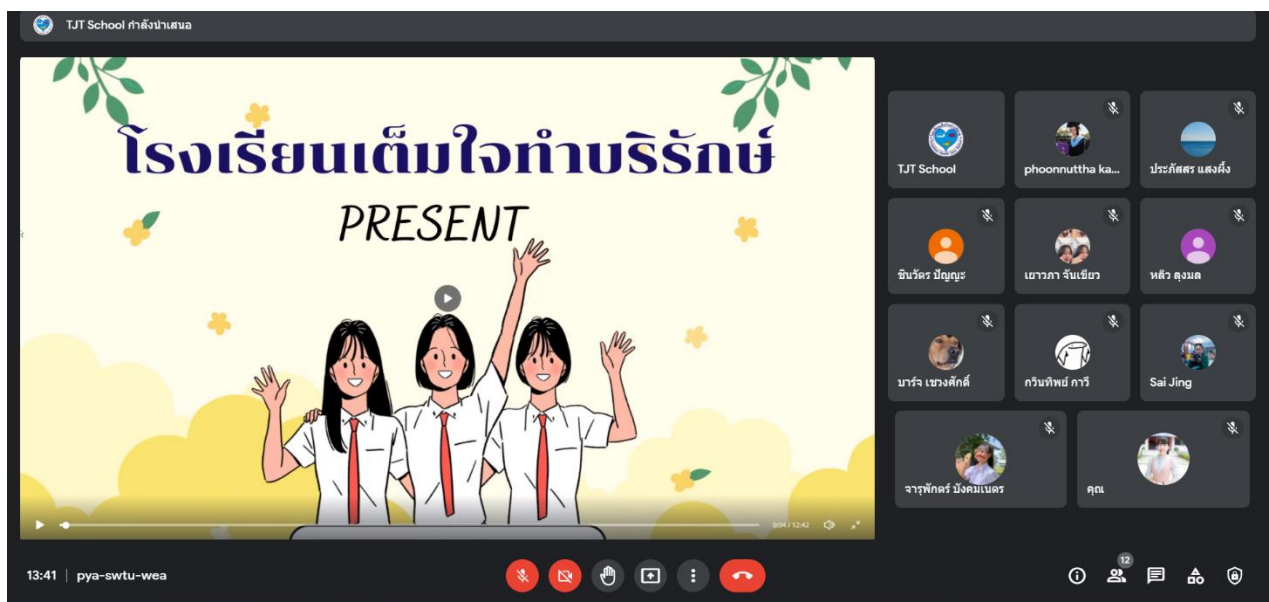 TJT School กำลังนำเสนอ
โรงเรียนเต็มใจทำบริรักษ์
PRESENT
0:04 / 12:42
TJT School
phoonnuttha ka...
ประภัสสร แสงผึ้ง
ชินวัตร ปัญญะ
เยาวภา จันเขียว
หลิว ลุงมล
มาร์จ เชวงศักดิ์
กวินทิพย์ การี
Sai Jing
จารุพักตร์ บังคมเนตร
คุณ
13:41 | pya-swtu-wea
12